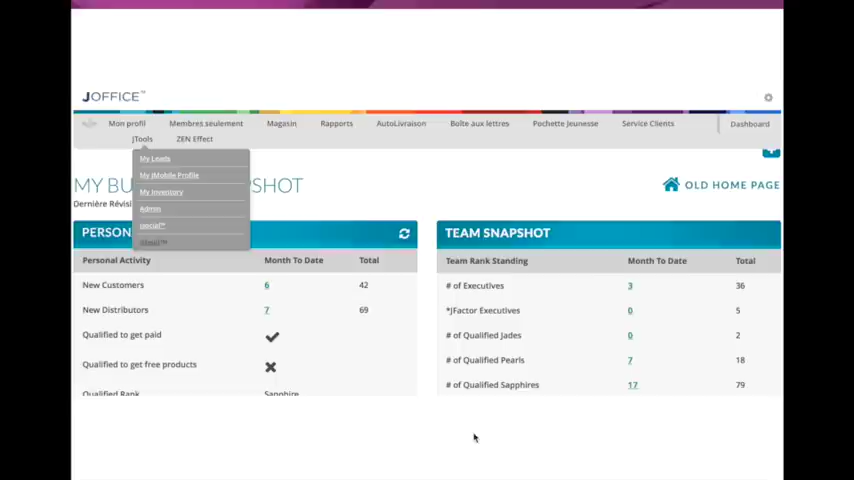 JOFFICE™
Mon profil Membres seulement Magasin Rapports AutoLivraison Boîte aux lettres Pochette Jeunesse Service Clients Dashboard
JTools ZEN Effect
My Leads
My JMobile Profile
My Inventory
Admin
jsocial™
MY BU SHOT
OLD HOME PAGE
Dernière Révisi
PERSON
TEAM SNAPSHOT
Personal Activity Month To Date Total
Team Rank Standing Month To Date Total
New Customers 6 42
# of Executives 3 36
New Distributors 7 69
*JFactor Executives 0 5
Qualified to get paid
# of Qualified Jades 0 2
Qualified to get free products
# of Qualified Pearls 7 18
Qualified Rank Sapphire
# of Qualified Sapphires 17 79